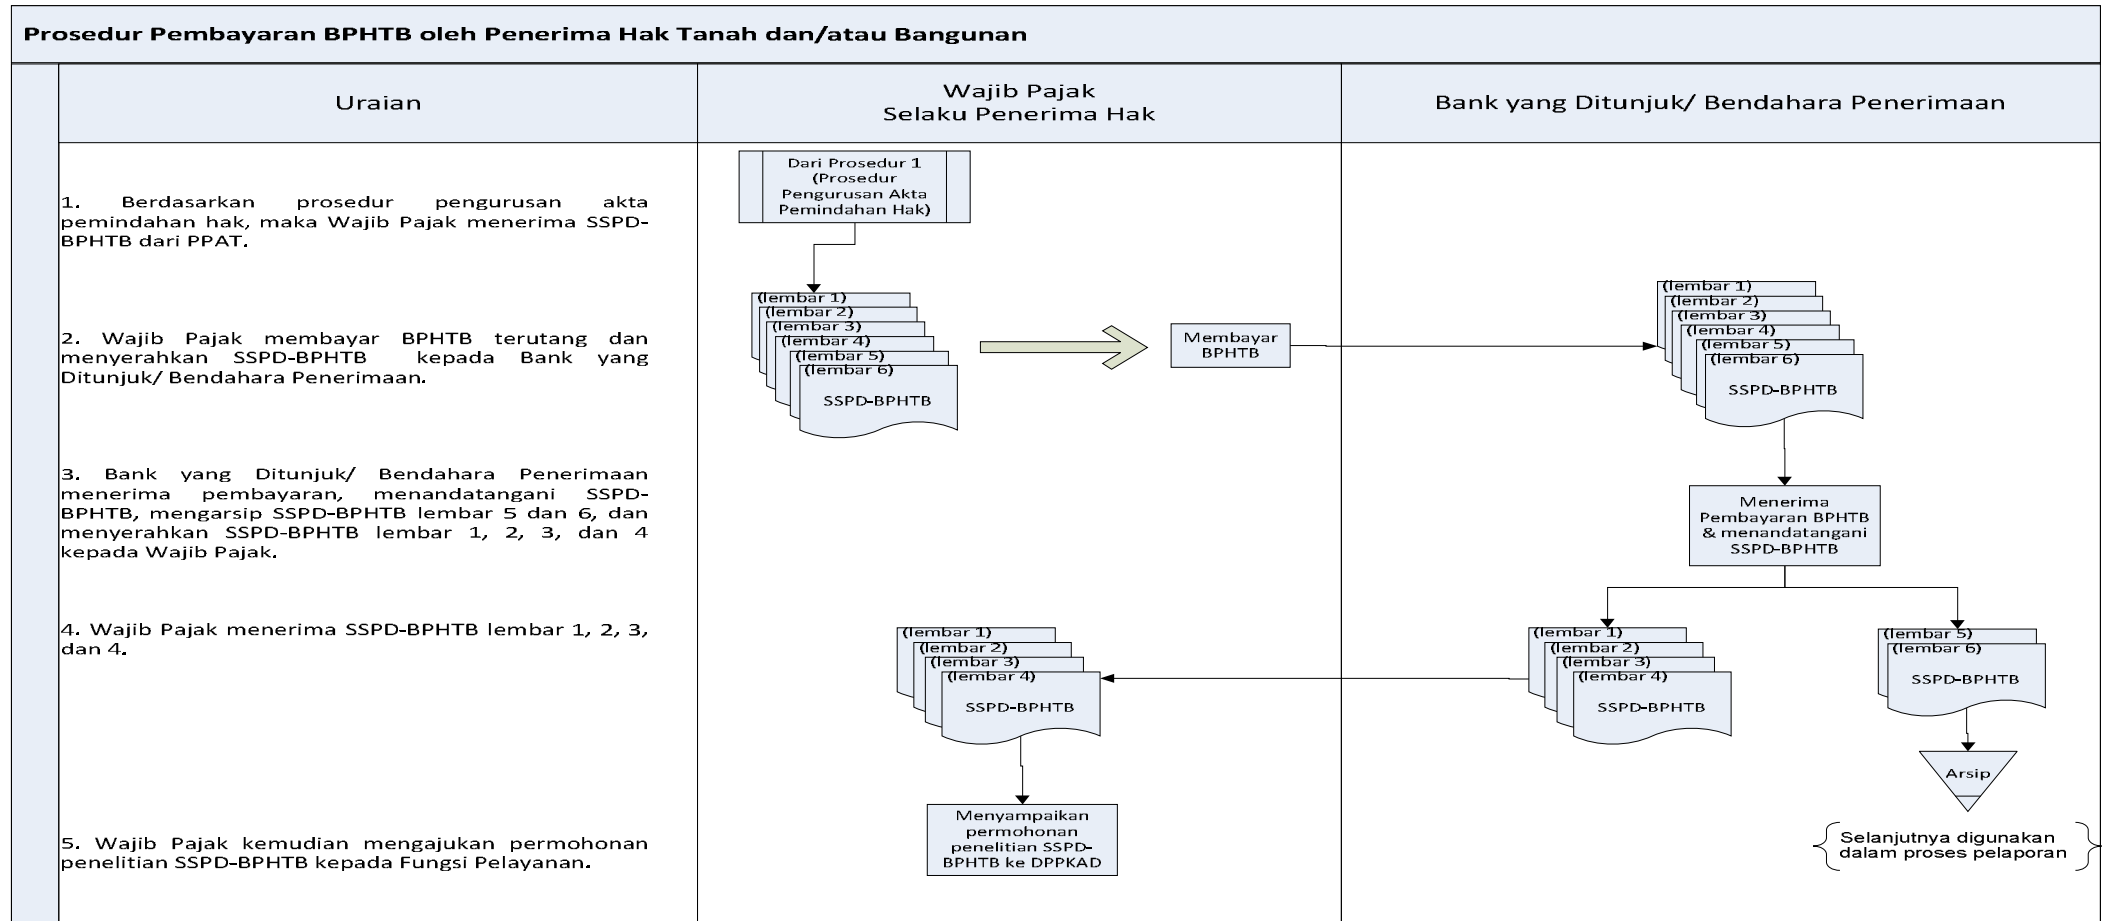 Prosedur Pembayaran BPHTB oleh Penerima Hak Tanah dan/atau Bangunan
Uraian
Wajib Pajak
Selaku Penerima Hak
Bank yang Ditunjuk/ Bendahara Penerimaan
1. Berdasarkan prosedur pengurusan akta
pemindahan hak, maka Wajib Pajak menerima SSPD-
BPHTB dari PPAT.
2. Wajib Pajak membayar BPHTB terutang dan
menyerahkan SSPD-BPHTB kepada Bank yang
Ditunjuk/ Bendahara Penerimaan.
3. Bank yang Ditunjuk/ Bendahara Penerimaan
menerima pembayaran, menandatangani SSPD-
BPHTB, mengarsip SSPD-BPHTB lembar 5 dan 6, dan
menyerahkan SSPD-BPHTB lembar 1, 2, 3, dan 4
kepada Wajib Pajak.
4. Wajib Pajak menerima SSPD-BPHTB lembar 1, 2, 3,
dan 4.
5. Wajib Pajak kemudian mengajukan permohonan
penelitian SSPD-BPHTB kepada Fungsi Pelayanan.
Dari Prosedur 1
(Prosedur
Pengurusan Akta
Pemindahan Hak)
(lembar 1)
(lembar 2)
(lembar 3)
(lembar 4)
(lembar 5)
(lembar 6)
SSPD-BPHTB
Membayar
BPHTB
(lembar 1)
(lembar 2)
(lembar 3)
(lembar 4)
(lembar 5)
(lembar 6)
SSPD-BPHTB
Menerima
Pembayaran BPHTB
& menandatangani
SSPD-BPHTB
(lembar 1)
(lembar 2)
(lembar 3)
(lembar 4)
SSPD-BPHTB
(lembar 5)
(lembar 6)
SSPD-BPHTB
Arsip
Selanjutnya digunakan
dalam proses pelaporan
(lembar 1)
(lembar 2)
(lembar 3)
(lembar 4)
SSPD-BPHTB
Menyampaikan
permohonan
penelitian SSPD-
BPHTB ke DPPKAD